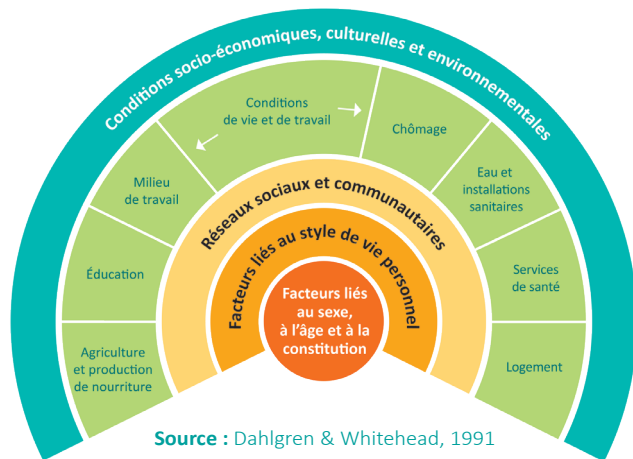 Conditions socio-économiques, culturelles et environnementales
Conditions
de vie et de travail
Chômage
Milieu
de travail
Eau et
installations
sanitaires
Réseaux sociaux et communautaires
Éducation
Facteurs liés au style de vie personnel
Services
de santé
Facteurs liés
au sexe,
à l’âge et à la
constitution
Agriculture
et production
de nourriture
Logement
Source : Dahlgren & Whitehead, 1991